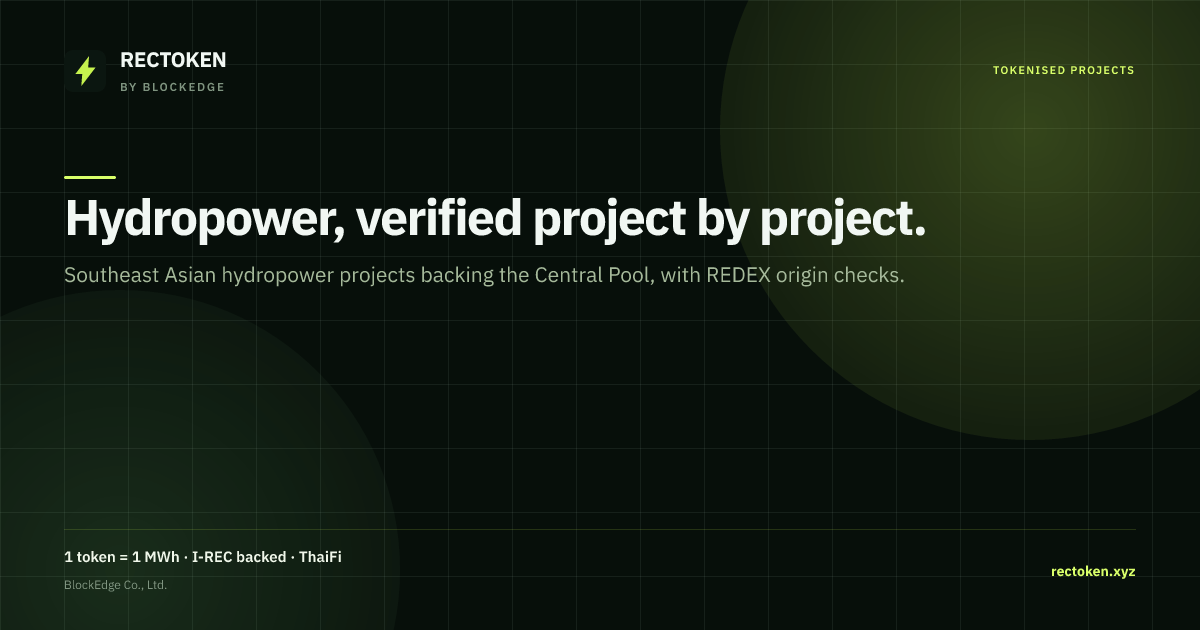 RECTOKEN
BY BLOCKEDGE
TOKENISED PROJECTS
Hydropower, verified project by project.
Southeast Asian hydropower projects backing the Central Pool, with REDEX origin checks.
1 token = 1 MWh · I-REC backed · ThaiFi
BlockEdge Co., Ltd.
rectoken.xyz